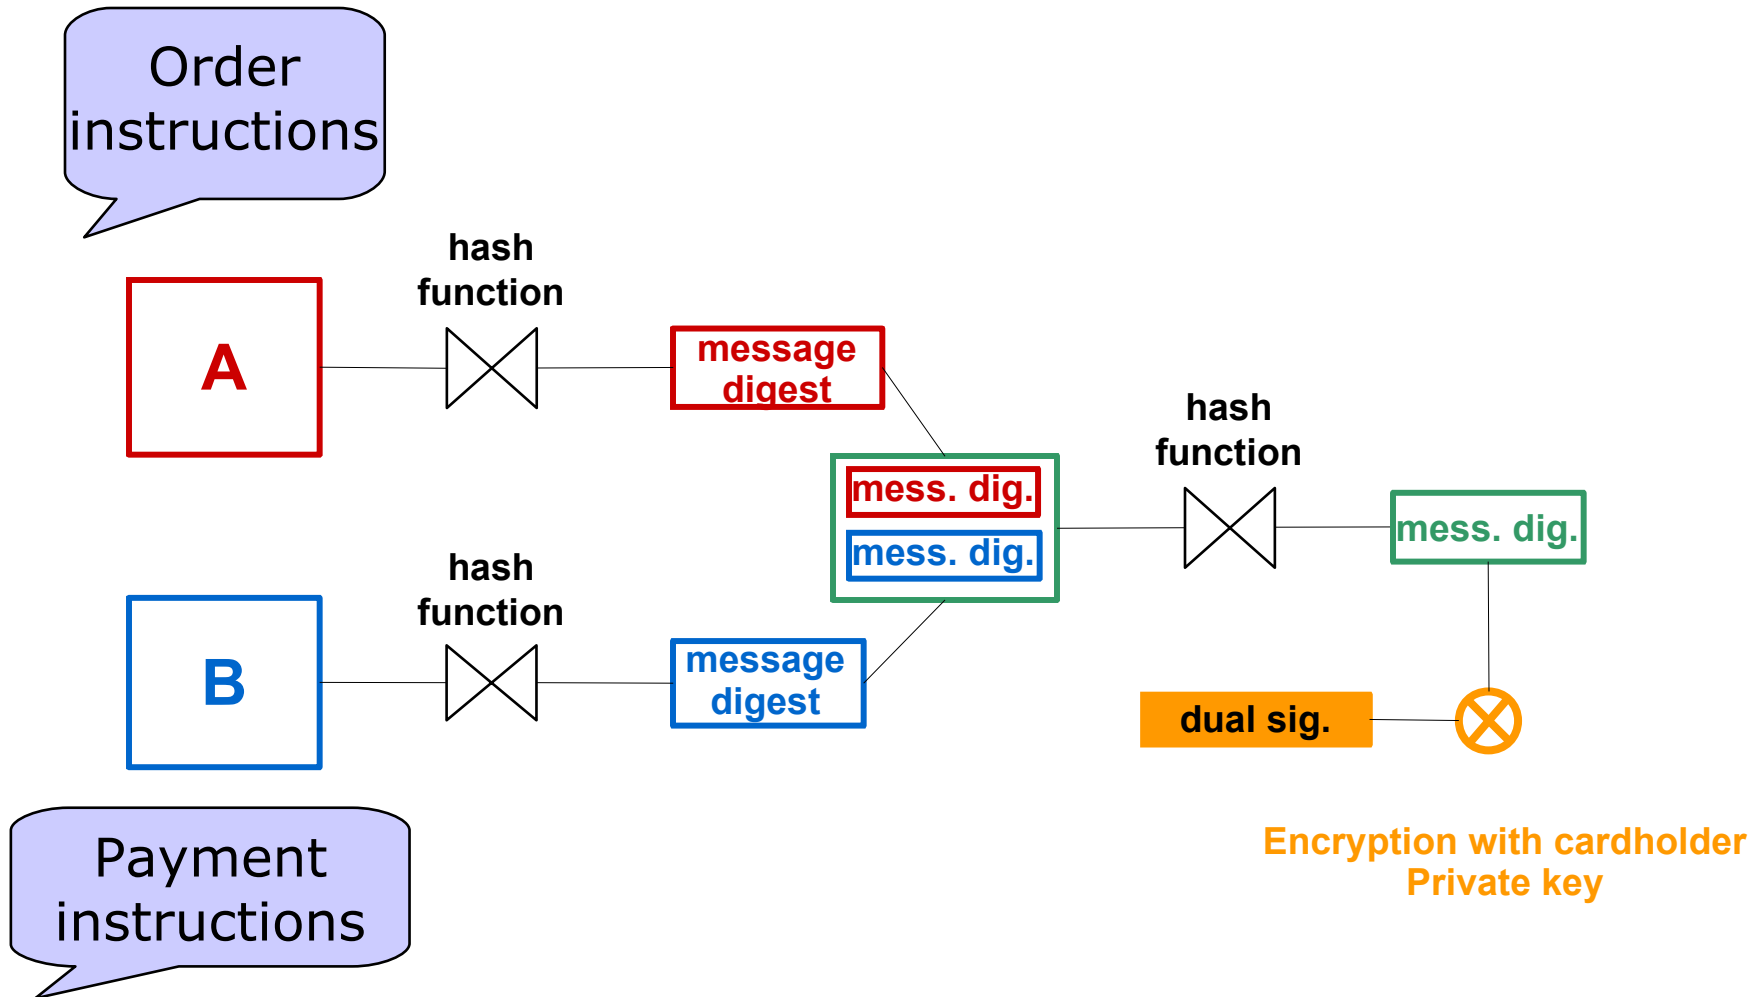 Order
instructions
hash
function
A
message
digest
hash
function
mess. dig.
mess. dig.
mess. dig.
hash
function
B
message
digest
dual sig.
Encryption with cardholder
Private key
Payment
instructions